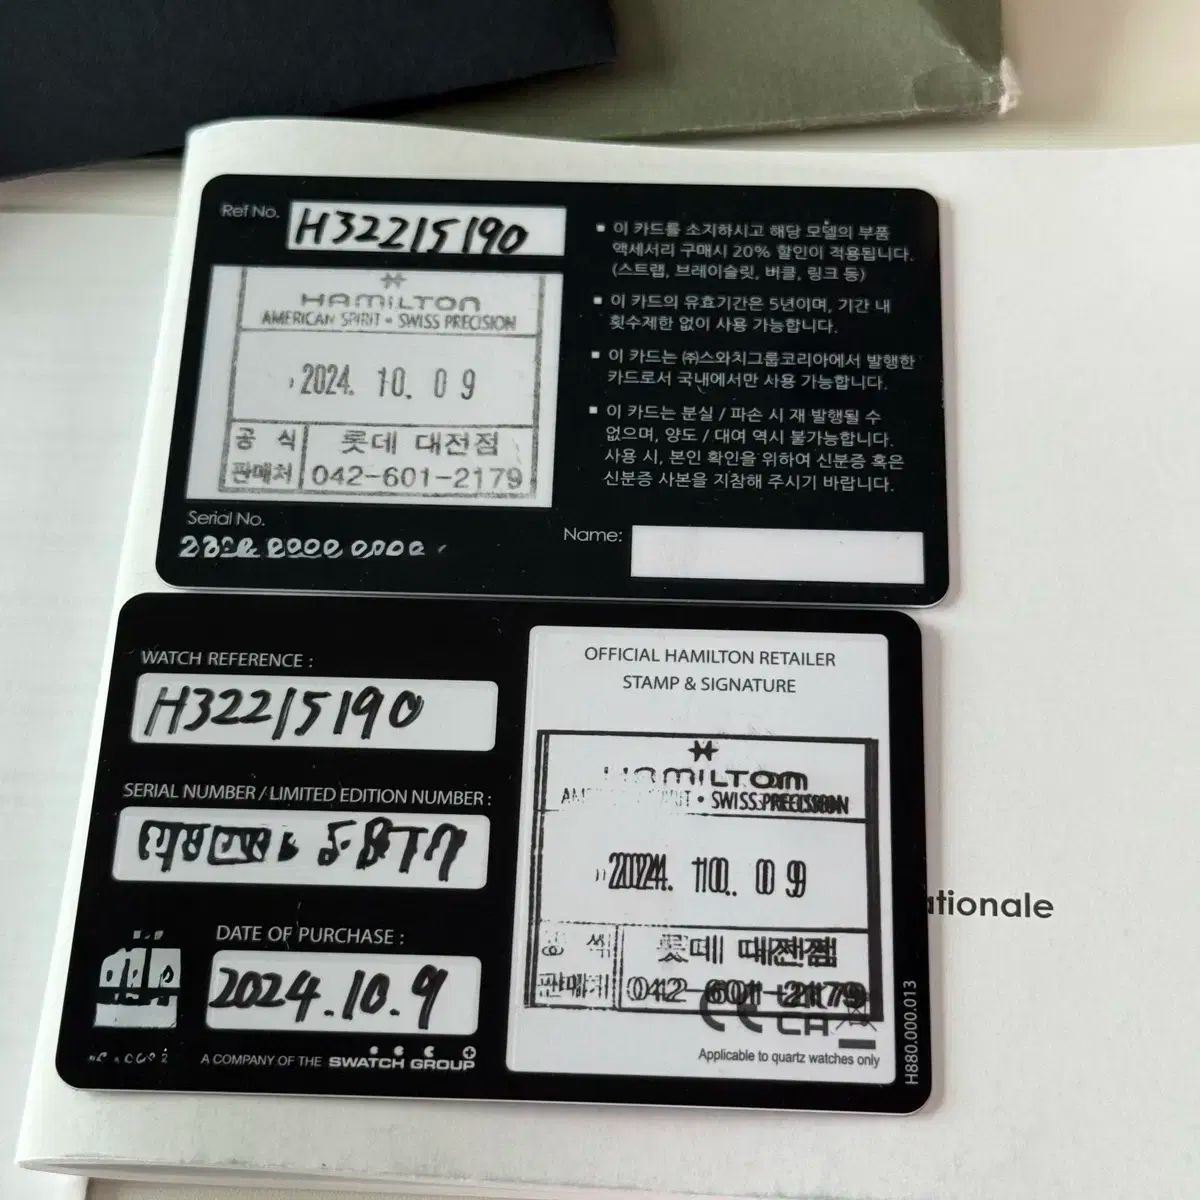 Ref No. H32215190
HAMILTON
AMERICAN SPIRIT • SWISS PRECISION
2024. 10. 09
공 식 롯데 대전점
판매처 042-601-2179
Serial No.
Name:
▪ 이 카드를 소지하시고 해당 모델의 부품
액세서리 구매시 20% 할인이 적용됩니다.
(스트랩, 브레이슬릿, 버클, 링크 등)
▪ 이 카드의 유효기간은 5년이며, 기간 내
횟수제한 없이 사용 가능합니다.
▪ 이 카드는 ㈜스와치그룹코리아에서 발행한
카드로서 국내에서만 사용 가능합니다.
▪ 이 카드는 분실 / 파손 시 재 발행될 수
없으며, 양도 / 대여 역시 불가능합니다.
사용 시, 본인 확인을 위하여 신분증 혹은
신분증 사본을 지참해 주시기 바랍니다.
WATCH REFERENCE :
H32215190
SERIAL NUMBER / LIMITED EDITION NUMBER :
DATE OF PURCHASE :
2024.10.9
A COMPANY OF THE SWATCH GROUP
OFFICIAL HAMILTON RETAILER
STAMP & SIGNATURE
HAMILTON
SWISS PRECISION
2024. 10. 09
롯데 대전점
판매처 042-601-2179
CE
Applicable to quartz watches only
H880.000.013
ationale